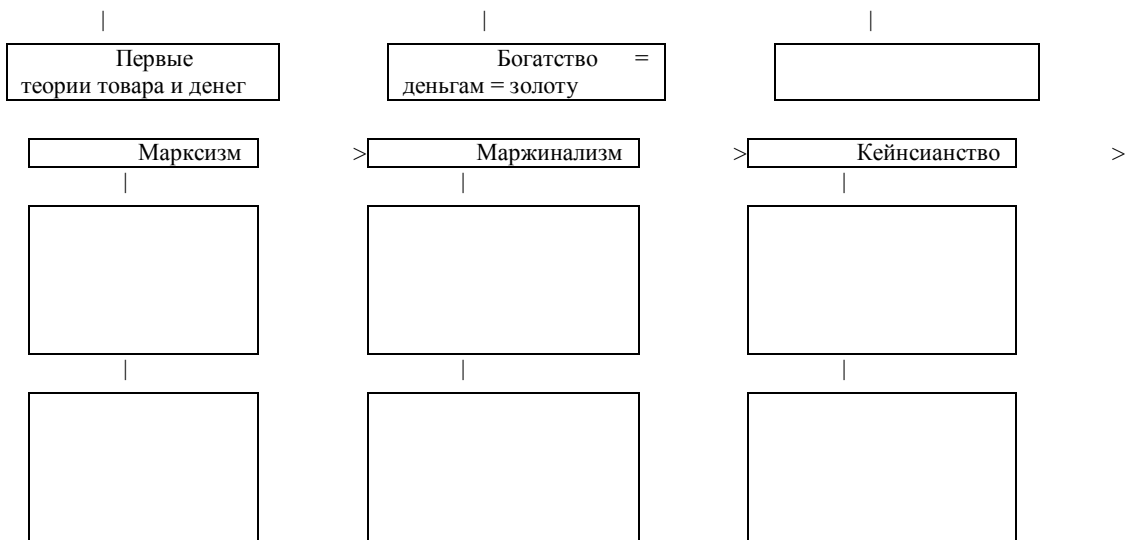 | | |
Первые
теории товара и денег
Богатство =
деньгам = золоту
Марксизм > Маржинализм > Кейнсианство >
| | |
| | |